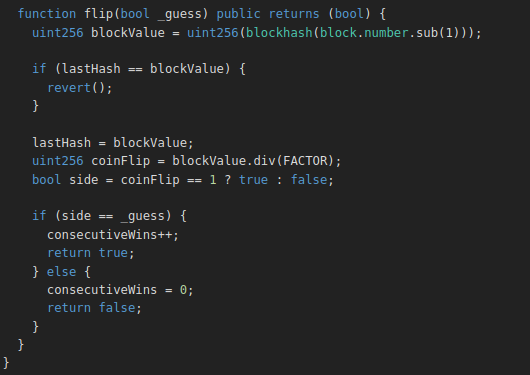 function flip(bool _guess) public returns (bool) {
uint256 blockValue = uint256(blockhash(block.number.sub(1)));
if (lastHash == blockValue) {
revert();
}
lastHash = blockValue;
uint256 coinFlip = blockValue.div(FACTOR);
bool side = coinFlip == 1 ? true : false;
if (side == _guess) {
consecutiveWins++;
return true;
} else {
consecutiveWins = 0;
return false;
}
}
}